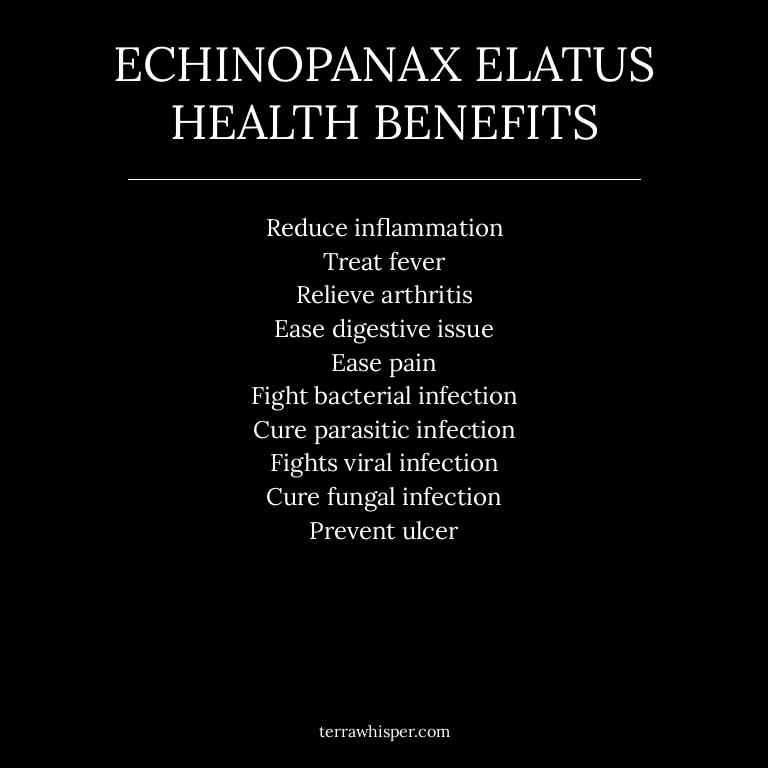 ECHINOPANAX ELATUS
HEALTH BENEFITS
Reduce inflammation
Treat fever
Relieve arthritis
Ease digestive issue
Ease pain
Fight bacterial infection
Cure parasitic infection
Fights viral infection
Cure fungal infection
Prevent ulcer
terrawhisper.com